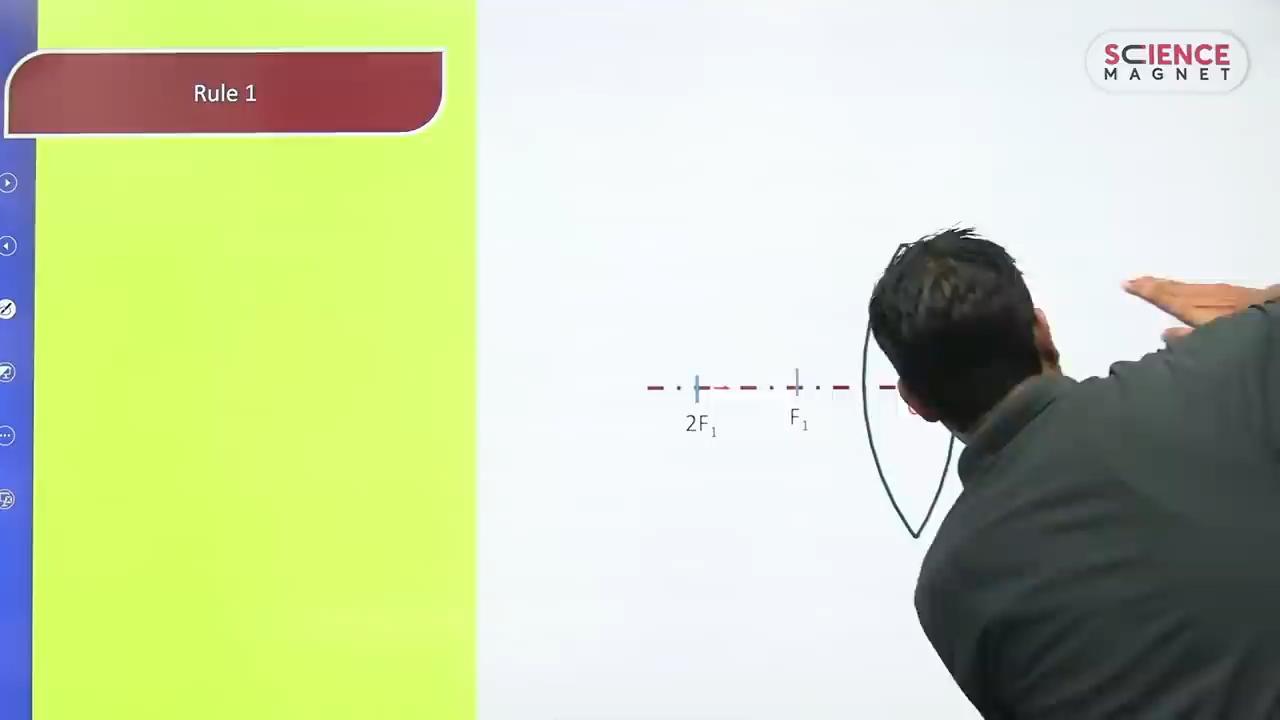 Rule 1
SCIENCE
MAGNET
2F₁
F₁